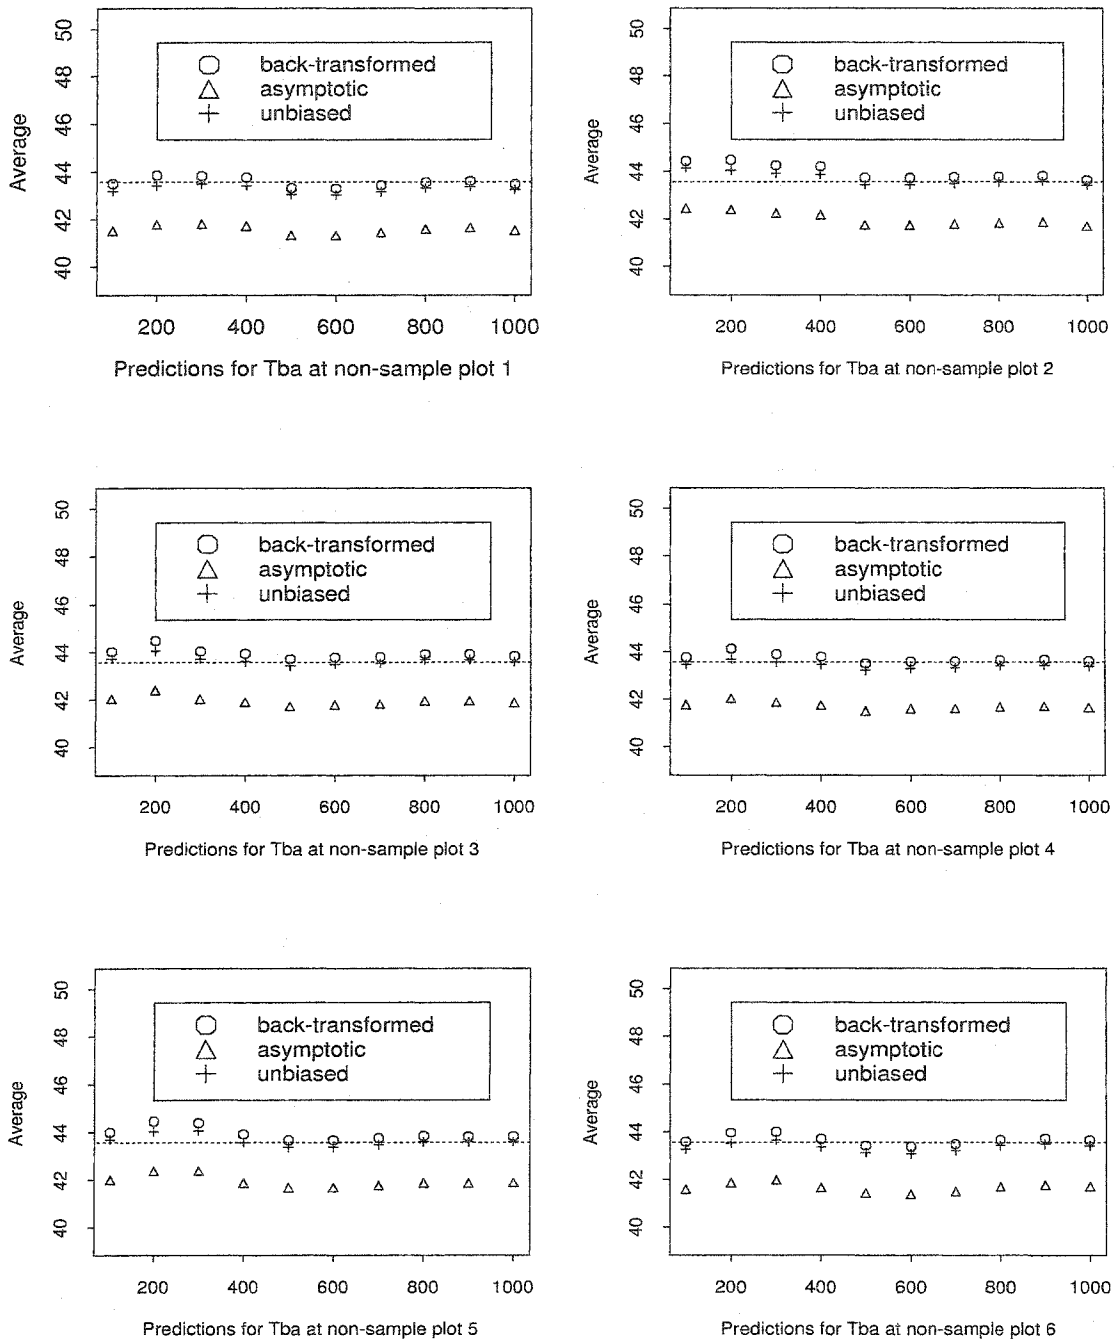 Average
50
48
46
44
42
40
back-transformed
asymptotic
unbiased
200 400 600 800 1000
Predictions for Tba at non-sample plot 1
Average
50
48
46
44
42
40
back-transformed
asymptotic
unbiased
200 400 600 800 1000
Predictions for Tba at non-sample plot 2
Average
50
48
46
44
42
40
back-transformed
asymptotic
unbiased
200 400 600 800 1000
Predictions for Tba at non-sample plot 3
Average
50
48
46
44
42
40
back-transformed
asymptotic
unbiased
200 400 600 800 1000
Predictions for Tba at non-sample plot 4
Average
50
48
46
44
42
40
back-transformed
asymptotic
unbiased
200 400 600 800 1000
Predictions for Tba at non-sample plot 5
Average
50
48
46
44
42
40
back-transformed
asymptotic
unbiased
200 400 600 800 1000
Predictions for Tba at non-sample plot 6